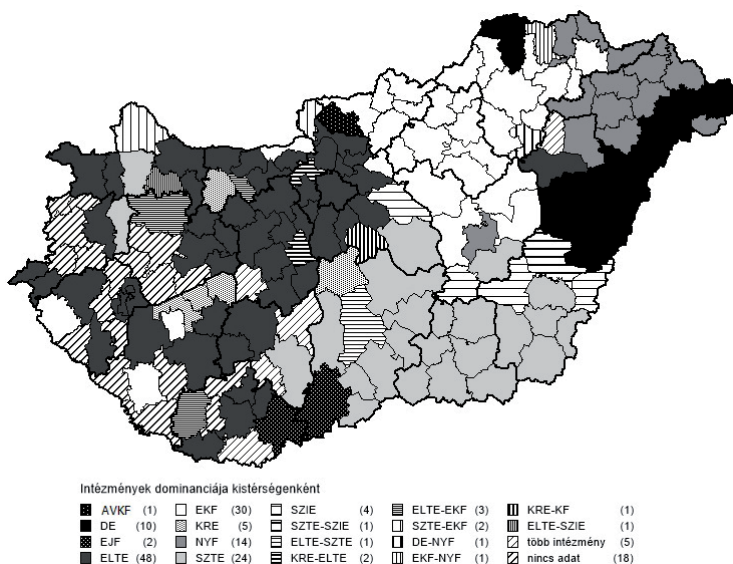 Intézmények dominanciája kistérségenként
AVKF (1) EKF (30) SZIE (4) ELTE-EKF (3) KRE-KF (1)
DE (10) KRE (5) SZTE-SZIE (1) SZTE-EKF (2) ELTE-SZIE (1)
EJF (2) NYF (14) ELTE-SZTE (1) DE-NYF (1) több intézmény (5)
ELTE (48) SZTE (24) KRE-ELTE (2) EKF-NYF (1) nincs adat (18)